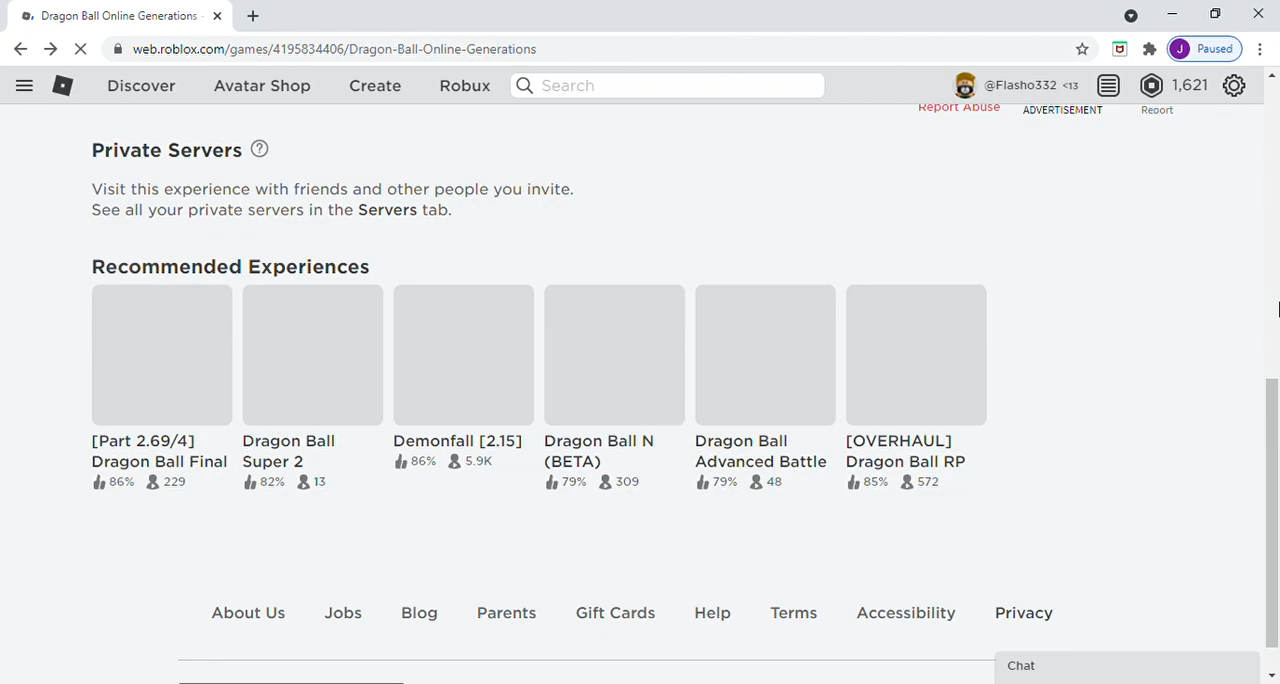 Dragon Ball Online Generations -
web.roblox.com/games/4195834406/Dragon-Ball-Online-Generations
J Paused
Discover Avatar Shop Create Robux Search @Flasho332 <13 1,621
Report Abuse ADVERTISEMENT Report
Private Servers ?
Visit this experience with friends and other people you invite.
See all your private servers in the Servers tab.
Recommended Experiences
[Part 2.69/4]
Dragon Ball Final
86% 229
Dragon Ball
Super 2
82% 13
Demonfall [2.15]
86% 5.9K
Dragon Ball N
(BETA)
79% 309
Dragon Ball
Advanced Battle
79% 48
[OVERHAUL]
Dragon Ball RP
85% 572
About Us Jobs Blog Parents Gift Cards Help Terms Accessibility Privacy
Chat